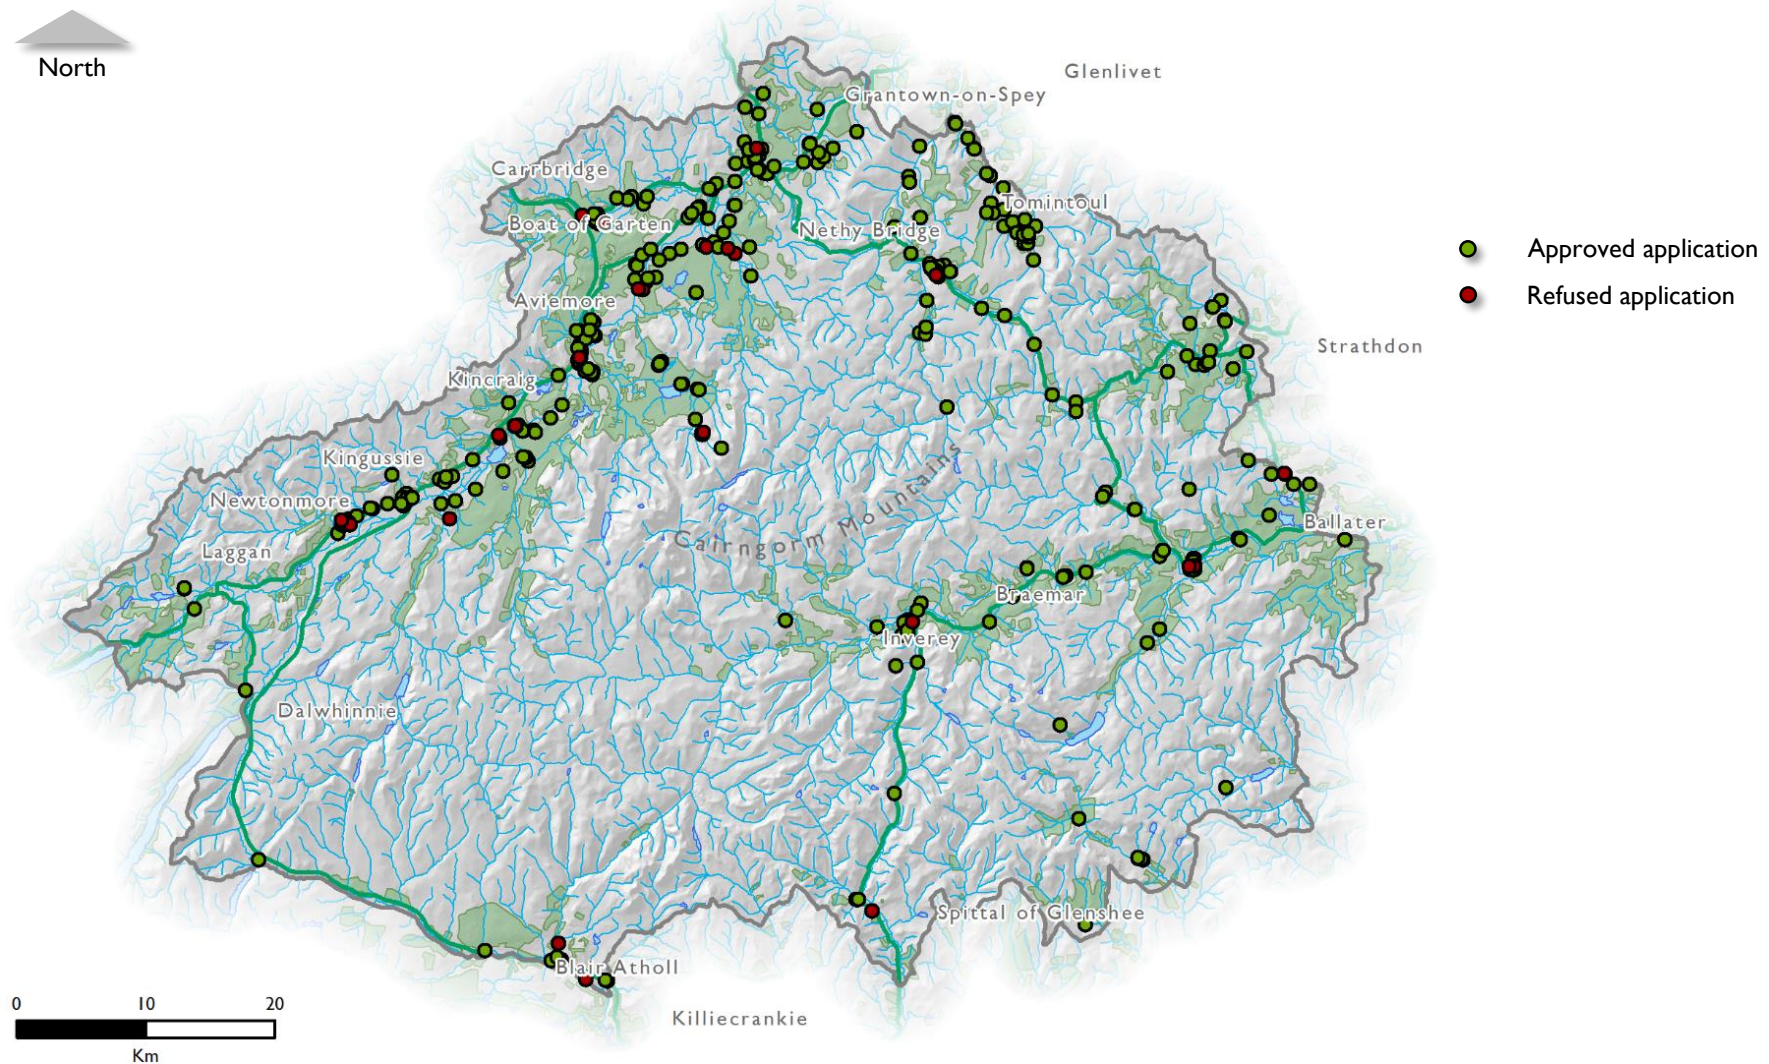 North
Glenlivet
Grantown-on-Spey
Carrbridge
Tomintoul
Boat of Garten
Nethy Bridge
Approved application
Aviemore
Refused application
Strathdon
Kincraig
Kingussie
Newtonmore
Cairngorm Mountains
Ballater
Laggan
Braemar
Inverey
Dalwhinnie
Spittal of Glenshee
Blair Atholl
Killiecrankie
0 10 20
Km